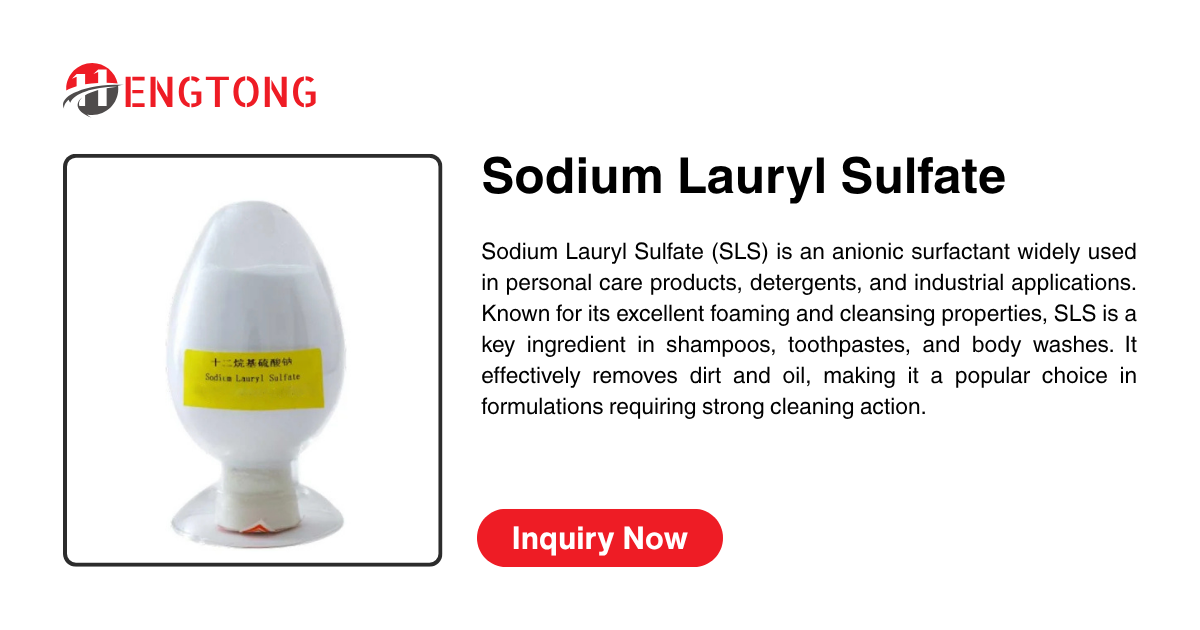 HENGTONG
Sodium Lauryl Sulfate
Sodium Lauryl Sulfate (SLS) is an anionic surfactant widely used
in personal care products, detergents, and industrial applications.
Known for its excellent foaming and cleansing properties, SLS is a
key ingredient in shampoos, toothpastes, and body washes. It
effectively removes dirt and oil, making it a popular choice in
formulations requiring strong cleaning action.
十二烷基硫酸钠
Sodium Lauryl Sulfate
Inquiry Now